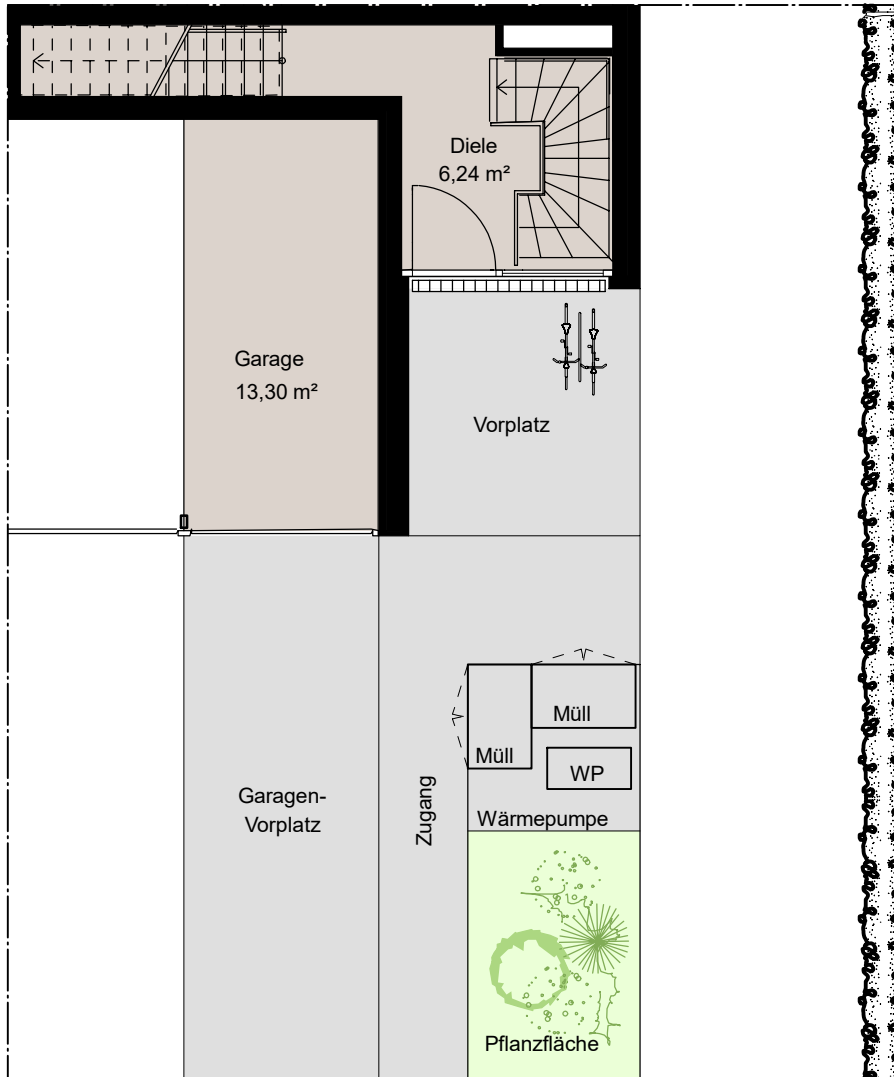 Diele
6,24 m²
Garage
13,30 m²
Vorplatz
Müll
Müll
WP
Garagen-
Vorplatz
Zugang
Wärmepumpe
Pflanzfläche